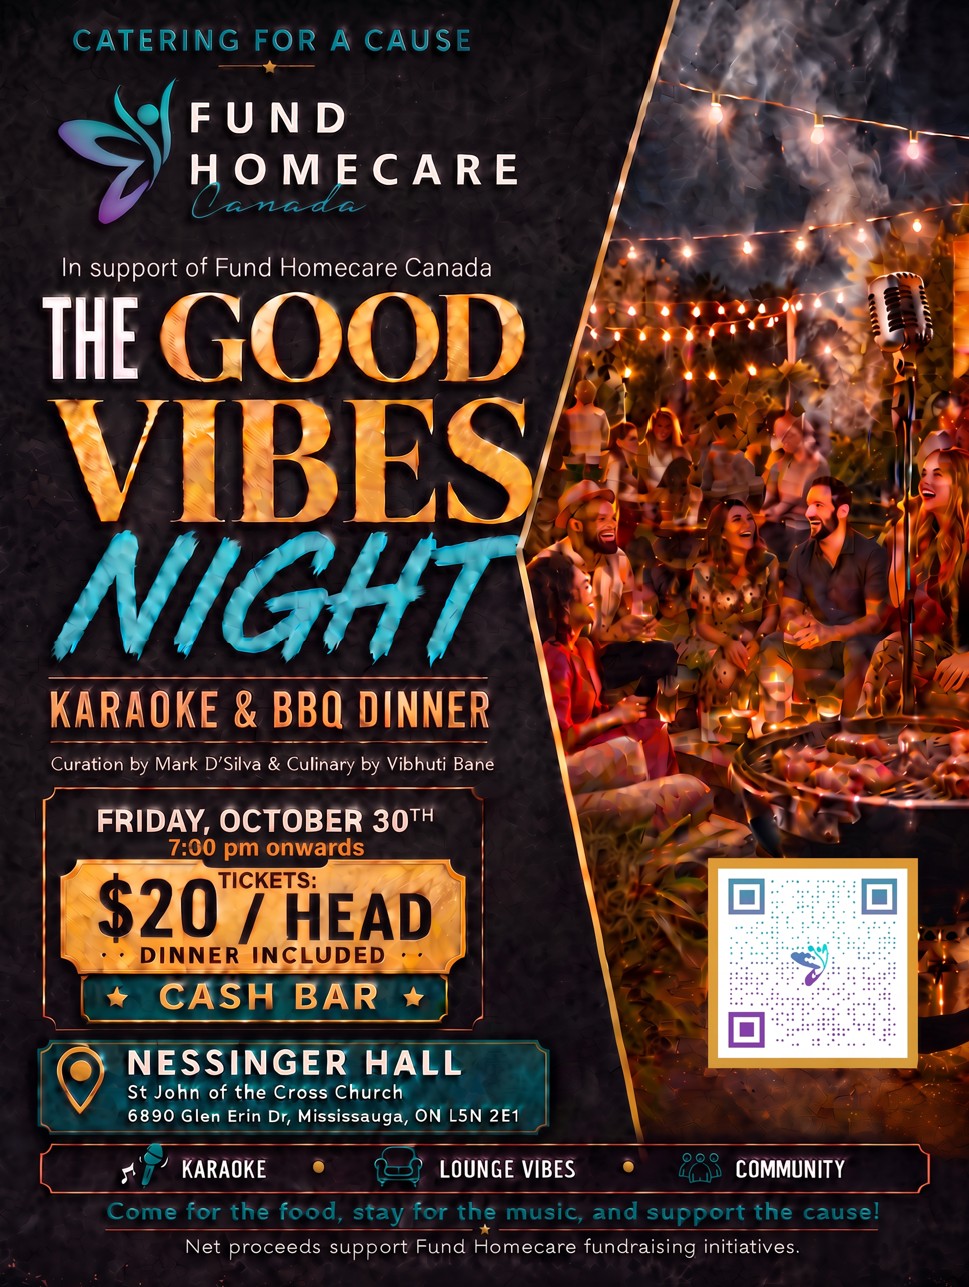 CATERING FOR A CAUSE
FUND
HOMECARE
Canada
In support of Fund Homecare Canada
THE GOOD
VIBES
NIGHT
KARAOKE & BBQ DINNER
Curation by Mark D'Silva & Culinary by Vibhuti Bane
FRIDAY, OCTOBER 30TH
7:00 pm onwards
TICKETS:
$20 / HEAD
DINNER INCLUDED
CASH BAR
NESSINGER HALL
St John of the Cross Church
6890 Glen Erin Dr, Mississauga, ON L5N 2E1
KARAOKE • LOUNGE VIBES • COMMUNITY
Come for the food, stay for the music, and support the cause!
Net proceeds support Fund Homecare fundraising initiatives.